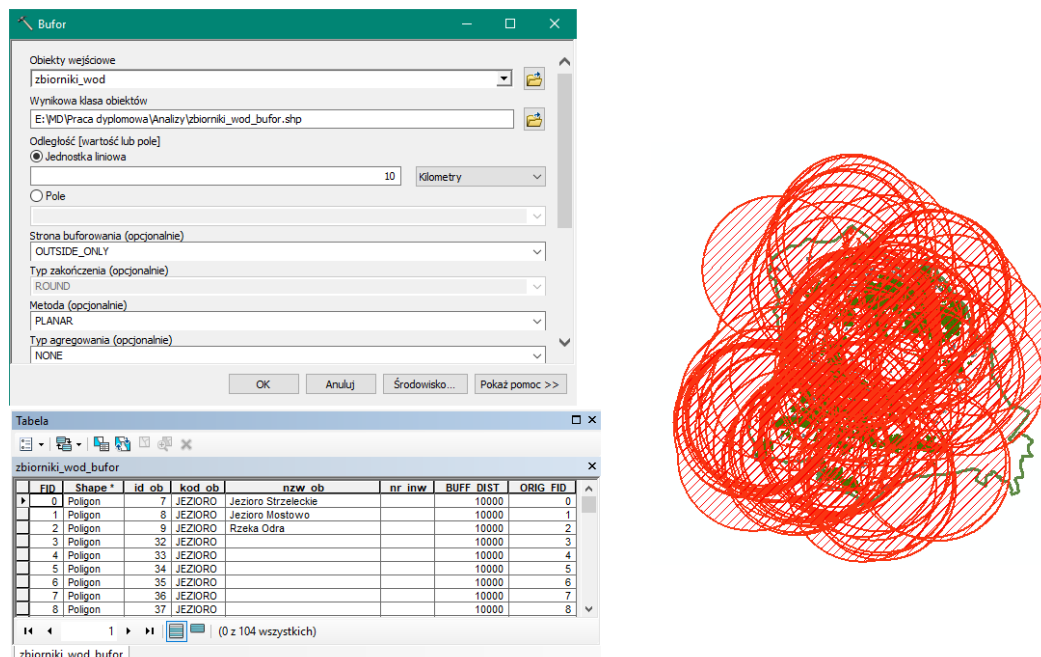 Bufor
Obiekty wejściowe
zbiorniki_wod
Wynikowa klasa obiektów
E:\MD\Praca dyplomowa\Analizy\zbiorniki_wod_bufor.shp
Odległość [wartość lub pole]
Jednostka liniowa
10 Kilometry
Pole
Strona buforowania (opcjonalnie)
OUTSIDE_ONLY
Typ zakończenia (opcjonalnie)
ROUND
Metoda (opcjonalnie)
PLANAR
Typ agregowania (opcjonalnie)
NONE
OK Anuluj Środowisko... Pokaż pomoc >>
Tabela
zbiorniki_wod_bufor
FID Shape * id_ob kod_ob nzw_ob nr_inw BUFF_DIST ORIG_FID
0 Poligon 7 JEZIORO Jezioro Strzeleckie 10000 0
1 Poligon 8 JEZIORO Jezioro Mostowo 10000 1
2 Poligon 9 JEZIORO Rzeka Odra 10000 2
3 Poligon 32 JEZIORO 10000 3
4 Poligon 33 JEZIORO 10000 4
5 Poligon 34 JEZIORO 10000 5
6 Poligon 35 JEZIORO 10000 6
7 Poligon 36 JEZIORO 10000 7
8 Poligon 37 JEZIORO 10000 8
1 (0 z 104 wszystkich)
zbiorniki_wod_bufor